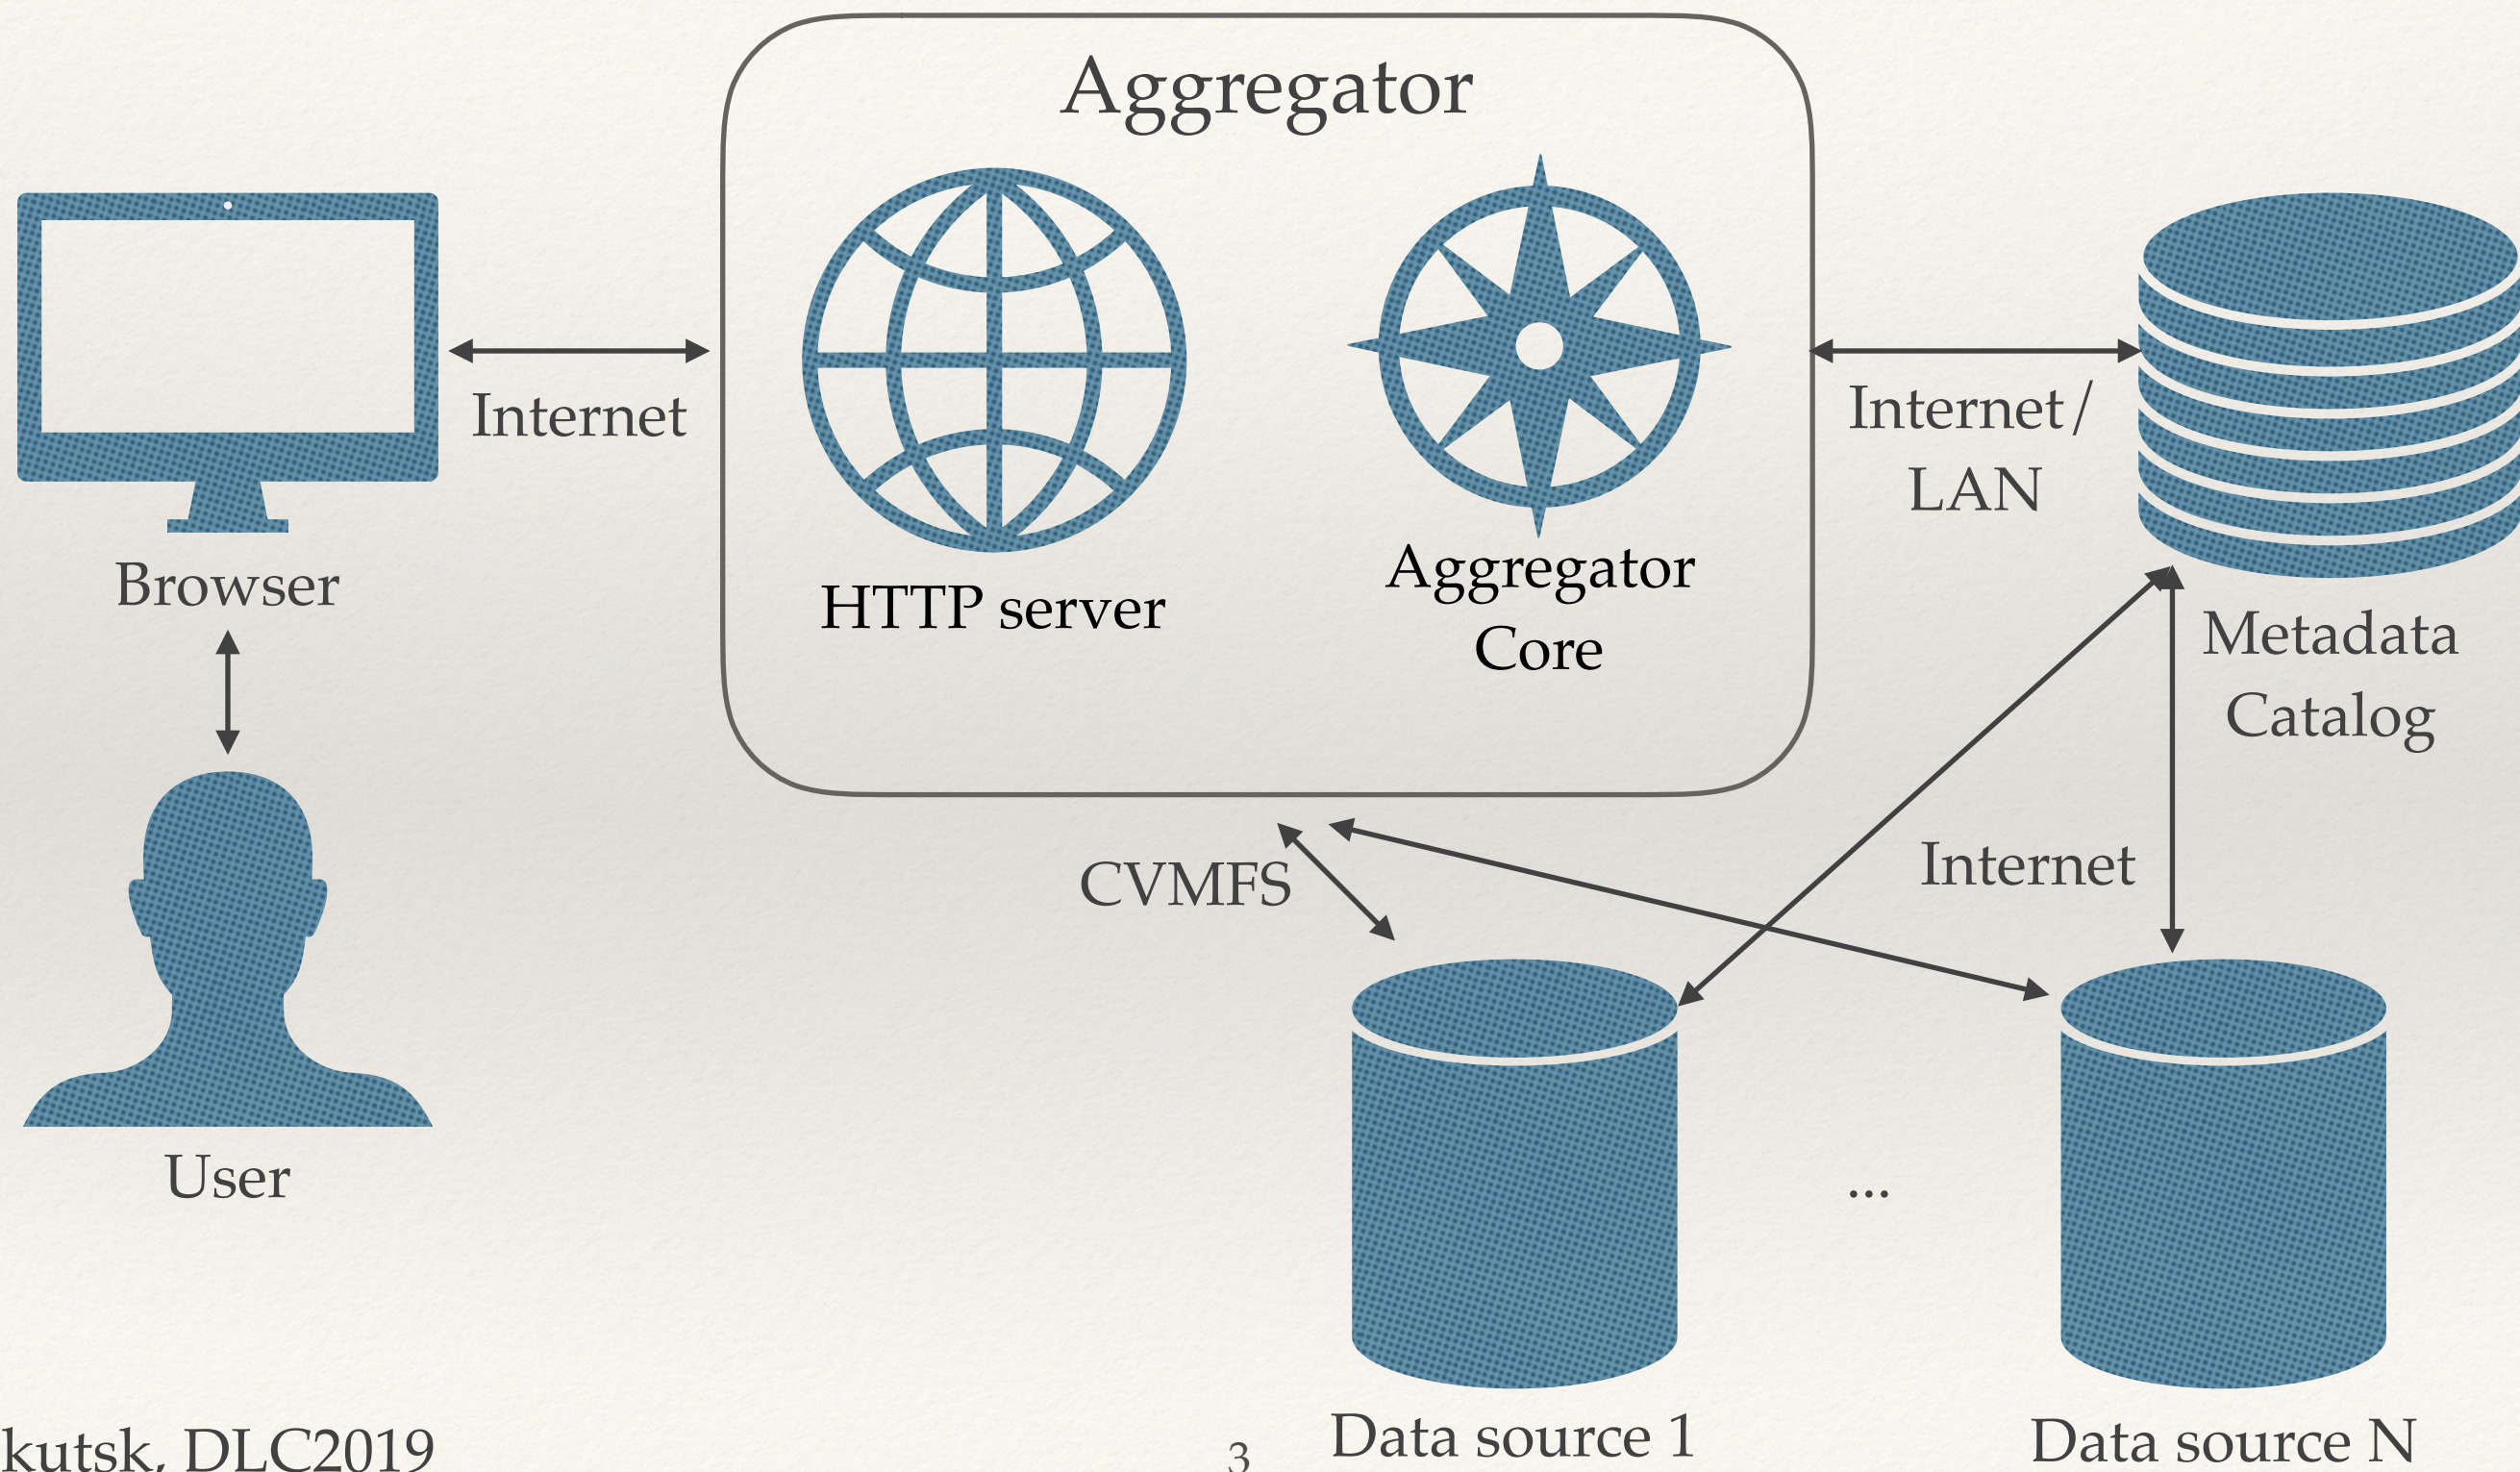 Aggregator
Internet
Internet/
LAN
Browser
HTTP server
Aggregator
Core
Metadata
Catalog
CVMFS
Internet
User
...
Data source 1
Data source N
kutsk, DLC2019
3